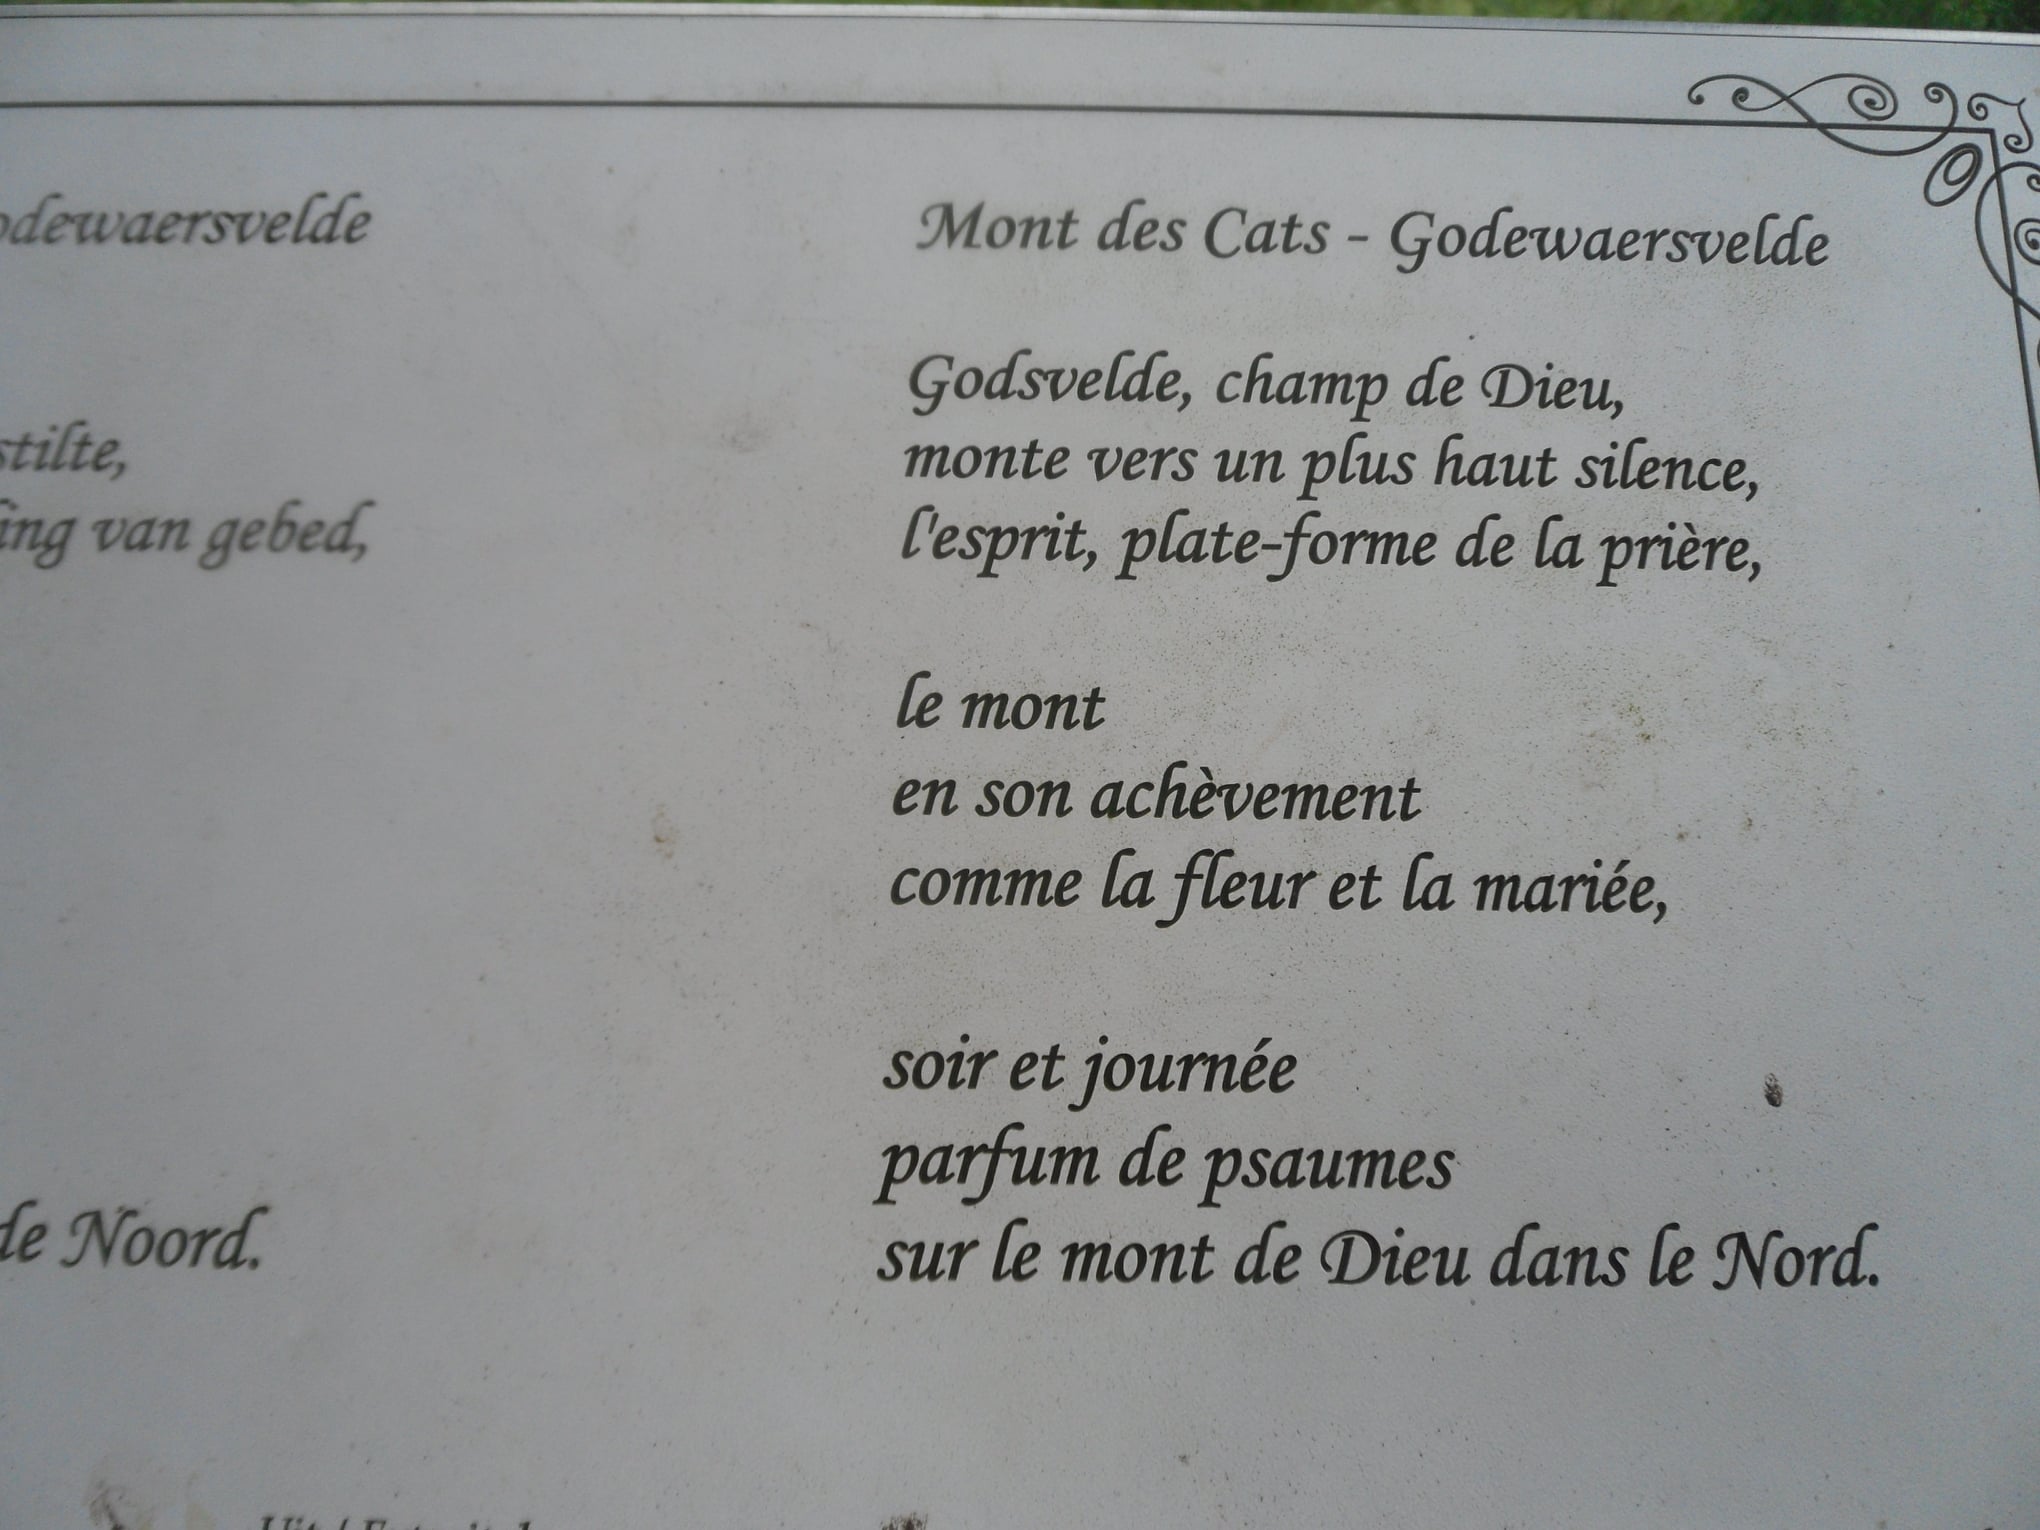 odewaersvelde
stilte,
ing van gebed,
de Noord.
Mont des Cats - Godewaersvelde
Godsvelde, champ de Dieu,
monte vers un plus haut silence,
l'esprit, plate-forme de la prière,
le mont
en son achèvement
comme la fleur et la mariée,
soir et journée
parfum de psaumes
sur le mont de Dieu dans le Nord.